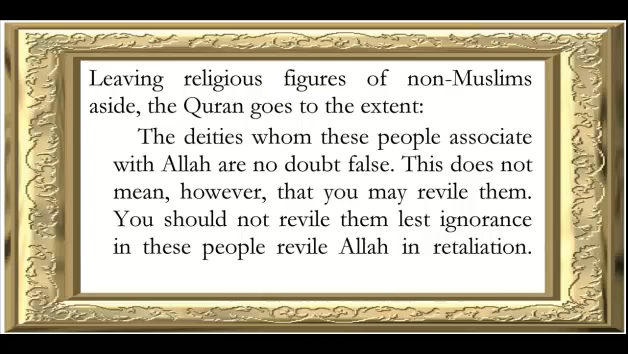 Leaving religious figures of non-Muslims
aside, the Quran goes to the extent:
The deities whom these people associate
with Allah are no doubt false. This does not
mean, however, that you may revile them.
You should not revile them lest ignorance
in these people revile Allah in retaliation.